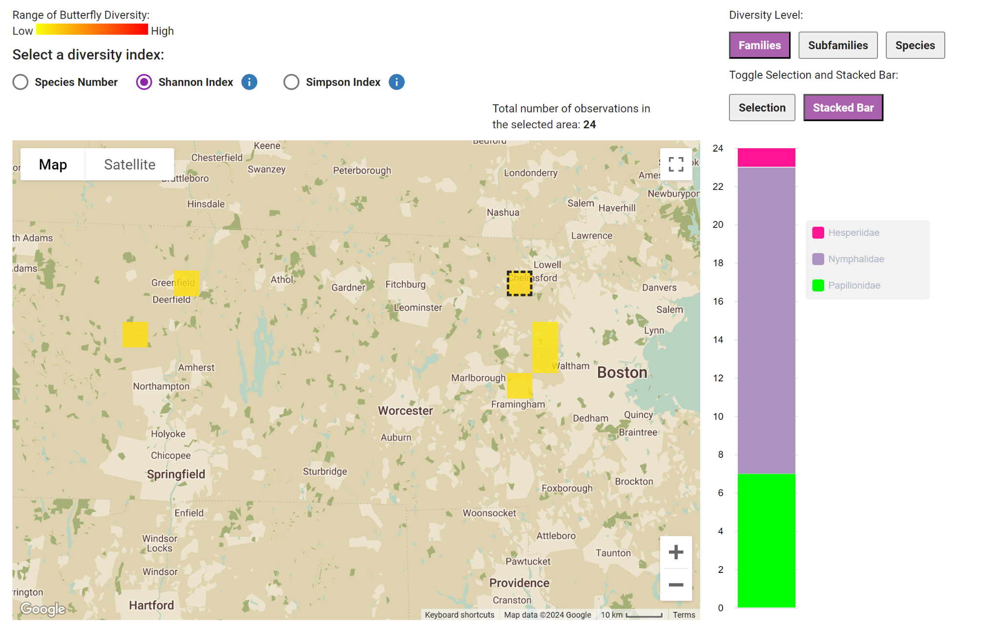 Range of Butterfly Diversity:
Low High
Select a diversity index:
Species Number
Shannon Index i
Simpson Index i
Total number of observations in
the selected area: 24
Diversity Level:
Families
Subfamilies
Species
Toggle Selection and Stacked Bar:
Selection
Stacked Bar
Map
Satellite
Keene
Bedford
Chesterfield
Swanzey
Peterborough
Londonderry
Brattleboro
Hinsdale
Newburypor
Salem
Haverhill
Nashua
th Adams
Lawrence
dams
Lowell
Chelmsford
Greenfield
Athol
Gardner
Fitchburg
Danvers
Deerfield
Leominster
Salem
Lynn
Amherst
Waltham
Boston
Marlborough
Northampton
Framingham
Worcester
Dedham
Quincy
Holyoke
Auburn
Braintree
Chicopee
Springfield
Sturbridge
Brockton
Foxborough
Enfield
Woonsocket
Windsor
Locks
Attleboro
Taunton
Pawtucket
Windsor
Providence
rrington
Cranston
Hartford
Google
Keyboard shortcuts
Map data ©2024 Google
10 km
Terms
24
22
20
18
16
14
12
10
8
6
4
2
0
Hesperiidae
Nymphalidae
Papilionidae